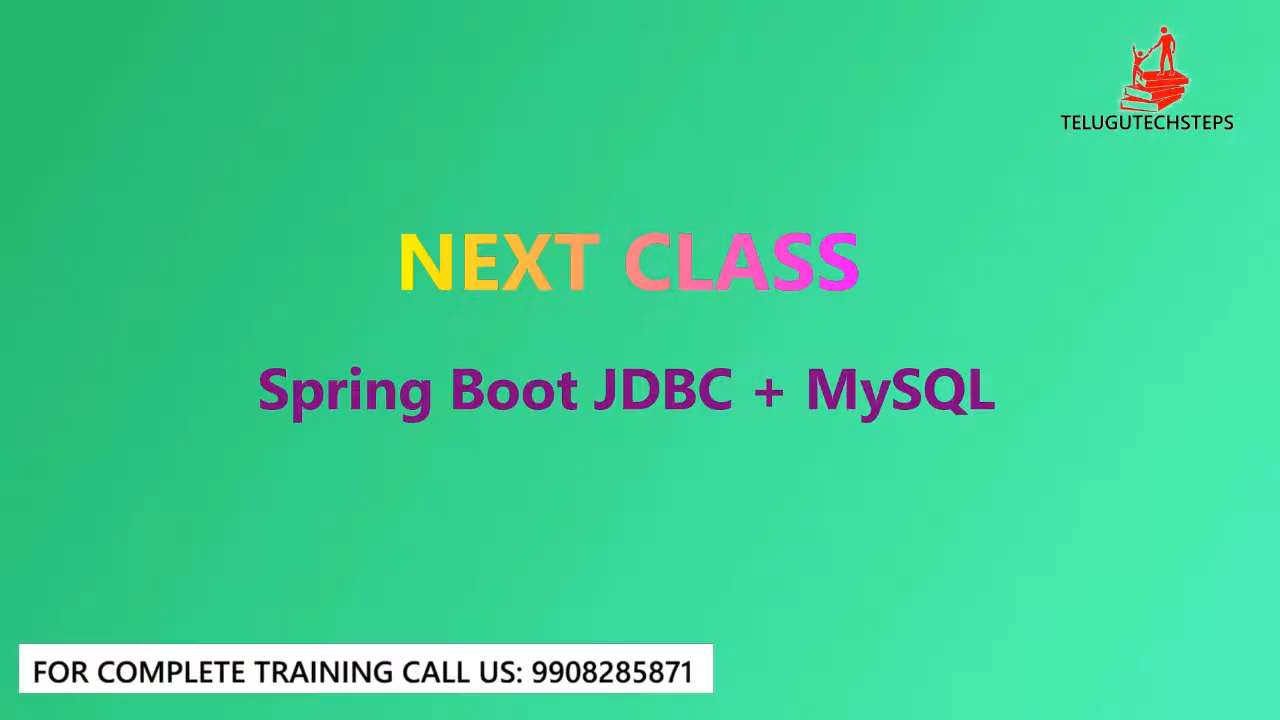 TELUGUTECHSTEPS
NEXT CLASS
Spring Boot JDBC + MySQL
FOR COMPLETE TRAINING CALL US: 9908285871